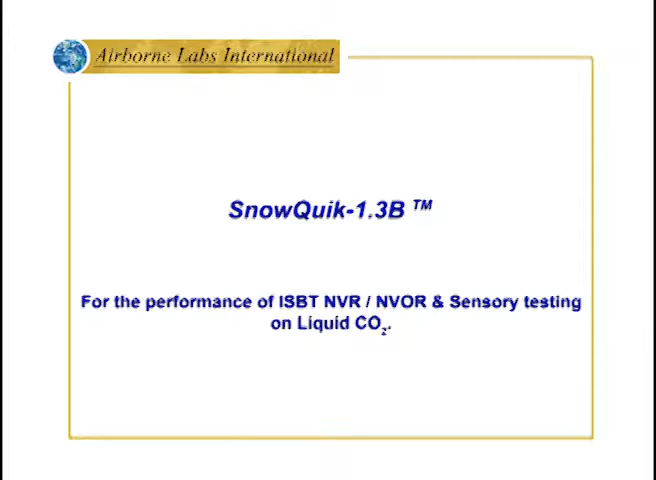 Airborne Labs International
SnowQuik-1.3B ™
For the performance of ISBT NVR / NVOR & Sensory testing
on Liquid CO₂.